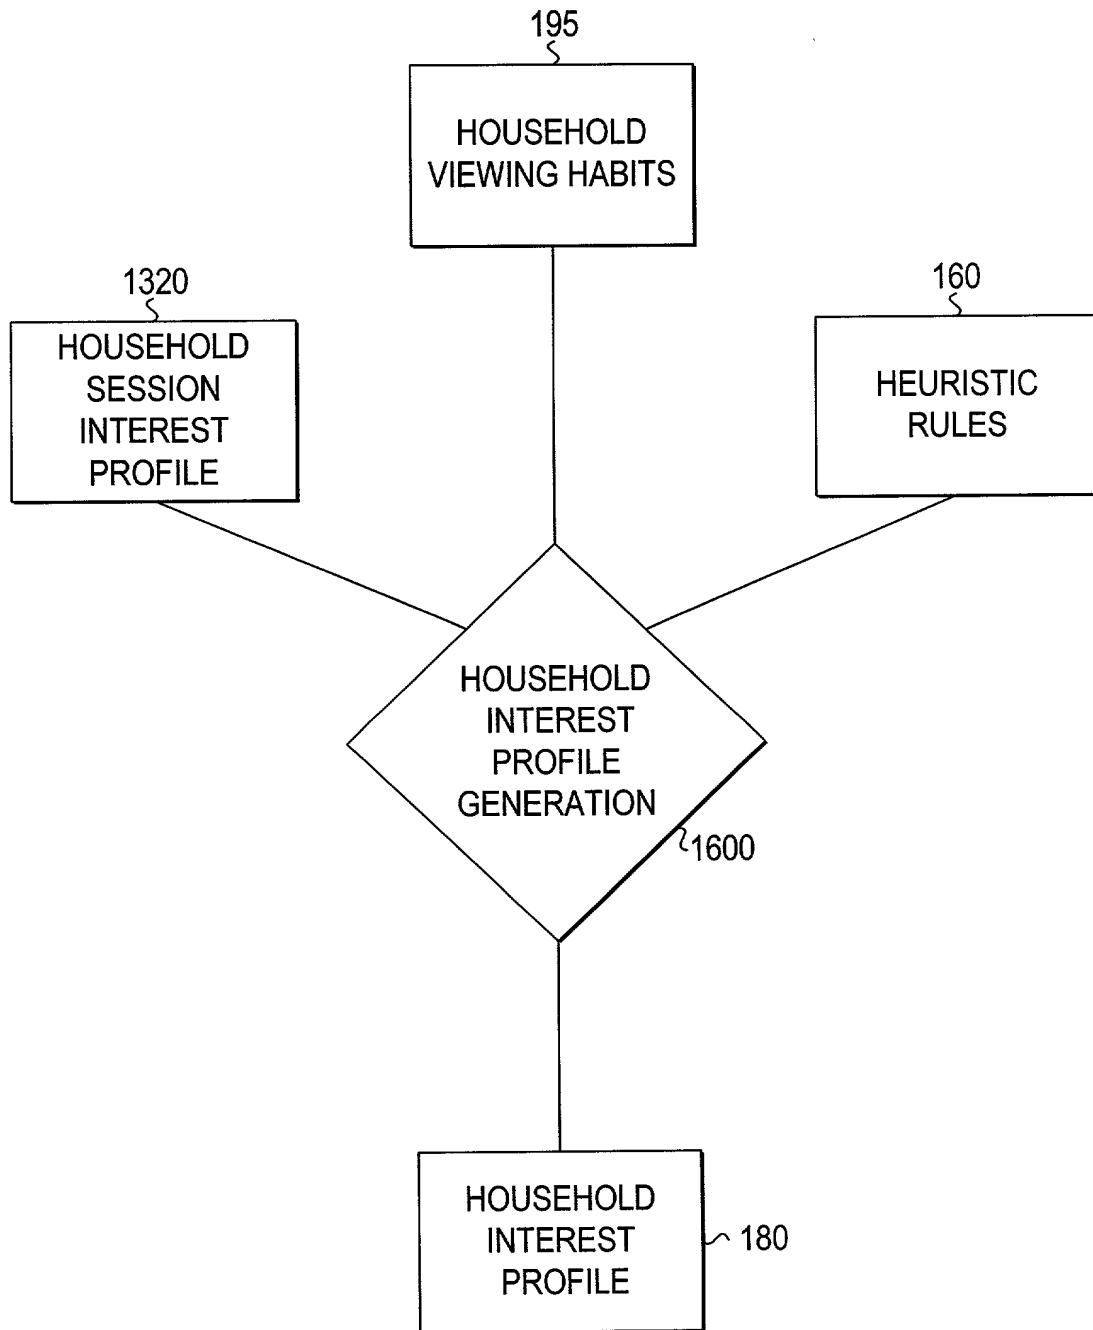 195
HOUSEHOLD
VIEWING HABITS
1320
HOUSEHOLD
SESSION
INTEREST
PROFILE
160
HEURISTIC
RULES
HOUSEHOLD
INTEREST
PROFILE
GENERATION
1600
HOUSEHOLD
INTEREST
PROFILE
180